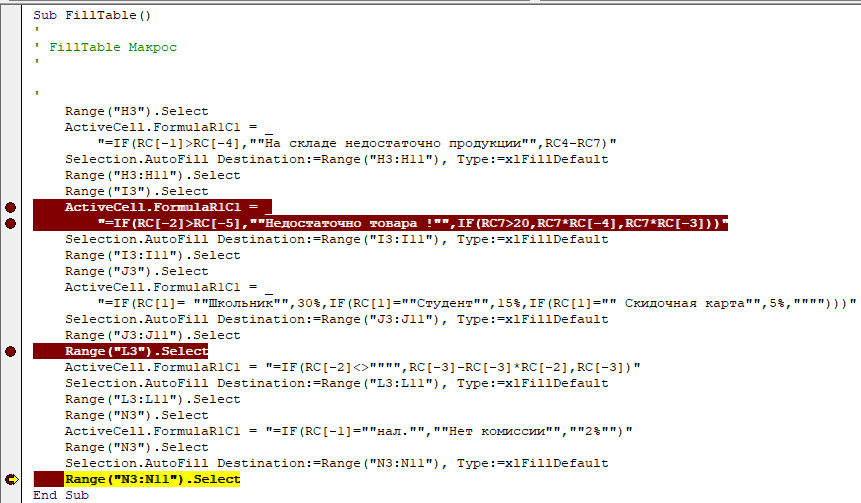 Sub FillTable()
'
' FillTable Макрос
'

'
Range("H3").Select
ActiveCell.FormulaR1C1 = _
"=IF(RC[-1]>RC[-4],""На складе недостаточно продукции"",RC4-RC7)"
Selection.AutoFill Destination:=Range("H3:H11"), Type:=xlFillDefault
Range("H3:H11").Select
Range("I3").Select
ActiveCell.FormulaR1C1 = _
"=IF(RC[-2]>RC[-5],""Недостаточно товара !"",IF(RC7>20,RC7*RC[-4],RC7*RC[-3]))"
Selection.AutoFill Destination:=Range("I3:I11"), Type:=xlFillDefault
Range("I3:I11").Select
Range("J3").Select
ActiveCell.FormulaR1C1 = _
"=IF(RC[1]= ""Школьник"",30%,IF(RC[1]=""Студент"",15%,IF(RC[1]="" Скидочная карта"",5%,"""")))"
Selection.AutoFill Destination:=Range("J3:J11"), Type:=xlFillDefault
Range("J3:J11").Select
Range("L3").Select
ActiveCell.FormulaR1C1 = "=IF(RC[-2]<>"""",RC[-3]-RC[-3]*RC[-2],RC[-3])"
Selection.AutoFill Destination:=Range("L3:L11"), Type:=xlFillDefault
Range("L3:L11").Select
Range("N3").Select
ActiveCell.FormulaR1C1 = "=IF(RC[-1]=""нал."",""Нет комиссии"",""2%"")"
Range("N3").Select
Selection.AutoFill Destination:=Range("N3:N11"), Type:=xlFillDefault
Range("N3:N11").Select
End Sub